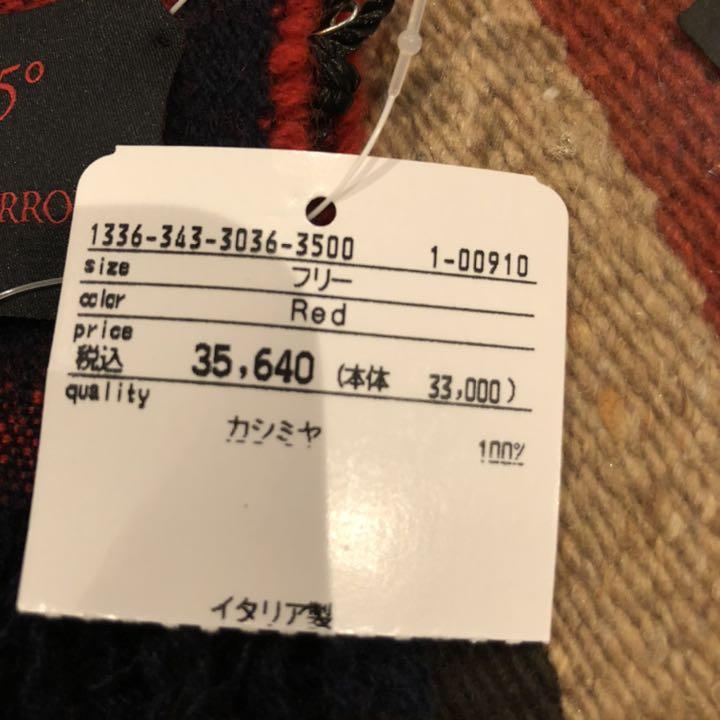 5°
RRO
1336-343-3036-3500 1-00910
size フリー
color Red
price
税込 35,640 (本体 33,000)
quality
カシミヤ 100%
イタリア製